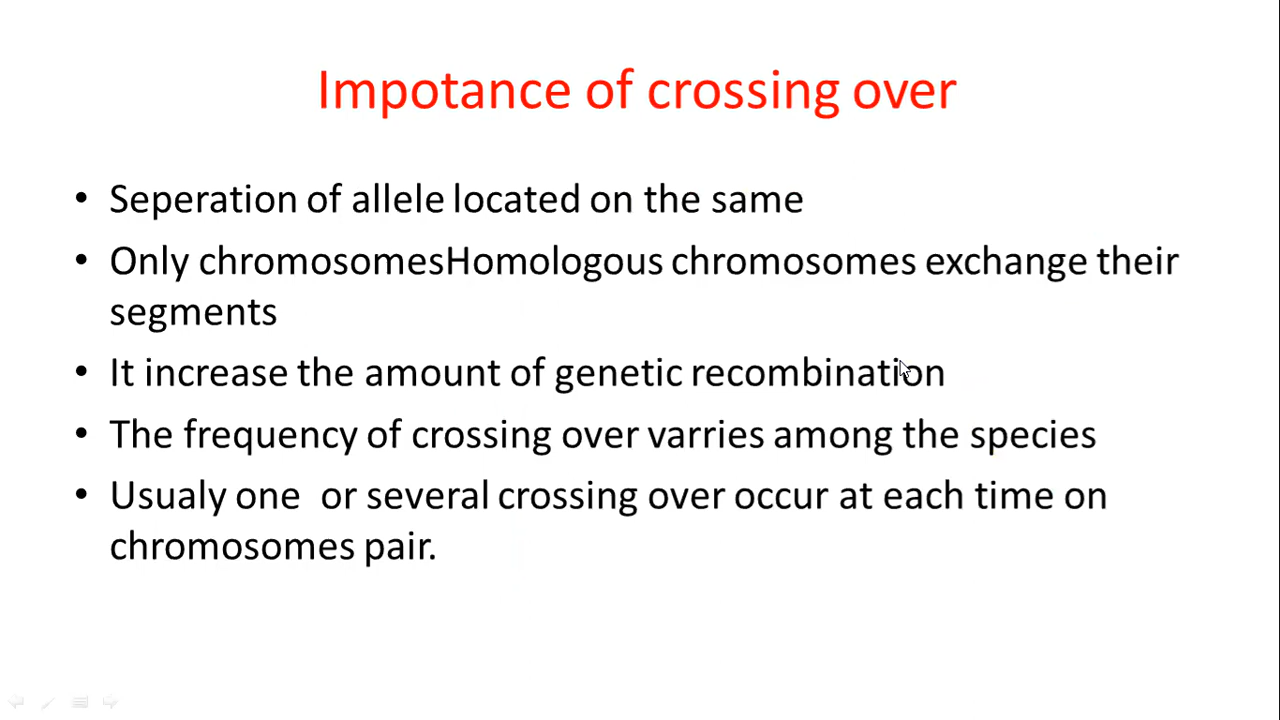 Impotance of crossing over
• Seperation of allele located on the same
• Only chromosomesHomologous chromosomes exchange their
segments
• It increase the amount of genetic recombination
• The frequency of crossing over varries among the species
• Usualy one  or several crossing over occur at each time on
chromosomes pair.